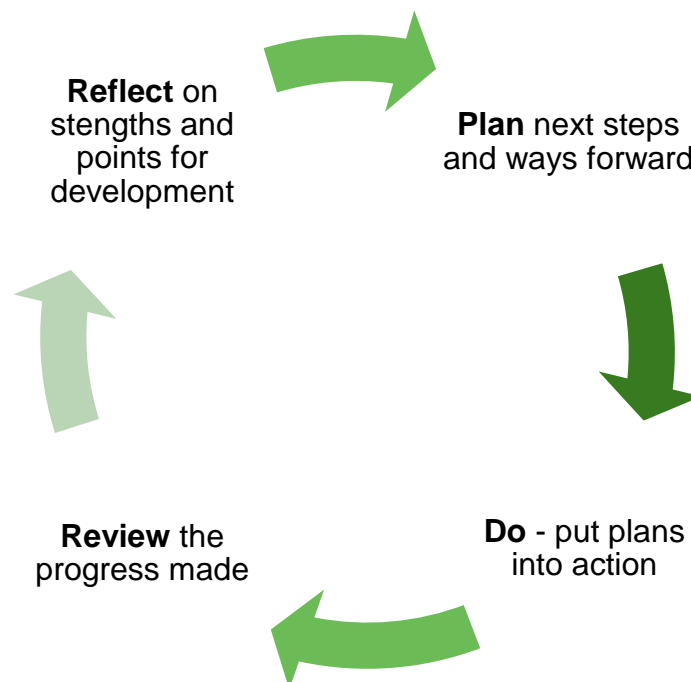 Reflect on
stengths and
points for
development
Plan next steps
and ways forward
Do - put plans
into action
Review the
progress made